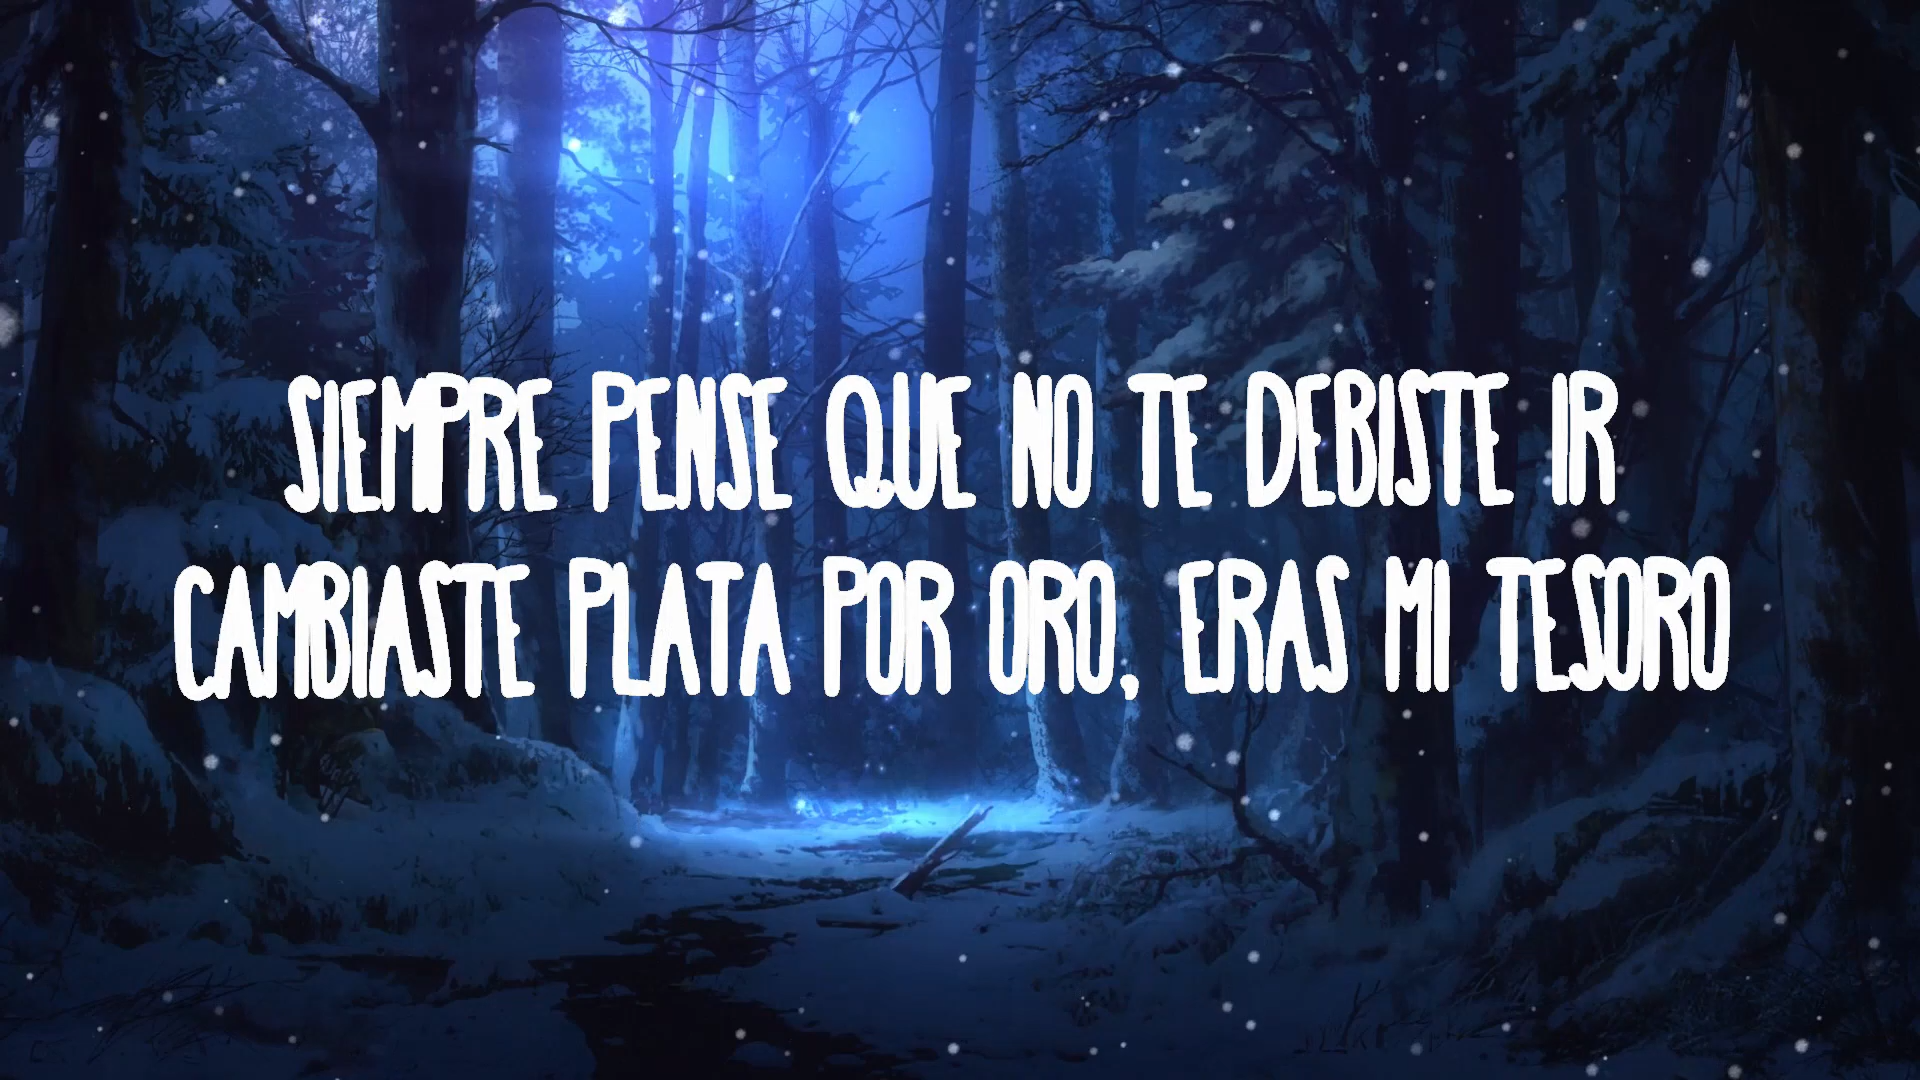 SIEMPRE PENSE QUE NO TE DEBISTE IR
CAMBIASTE PLATA POR ORO, ERAS MI TESORO